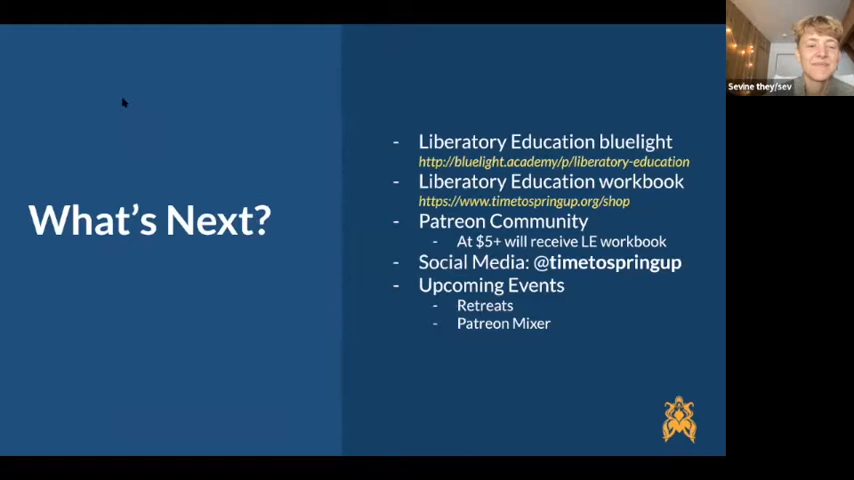 What's Next?
- Liberatory Education bluelight
http://bluelight.academy/p/liberatory-education
- Liberatory Education workbook
https://www.timetospringup.org/shop
- Patreon Community
- At $5+ will receive LE workbook
- Social Media: @timetospringup
- Upcoming Events
- Retreats
- Patreon Mixer
Sevine they/sev